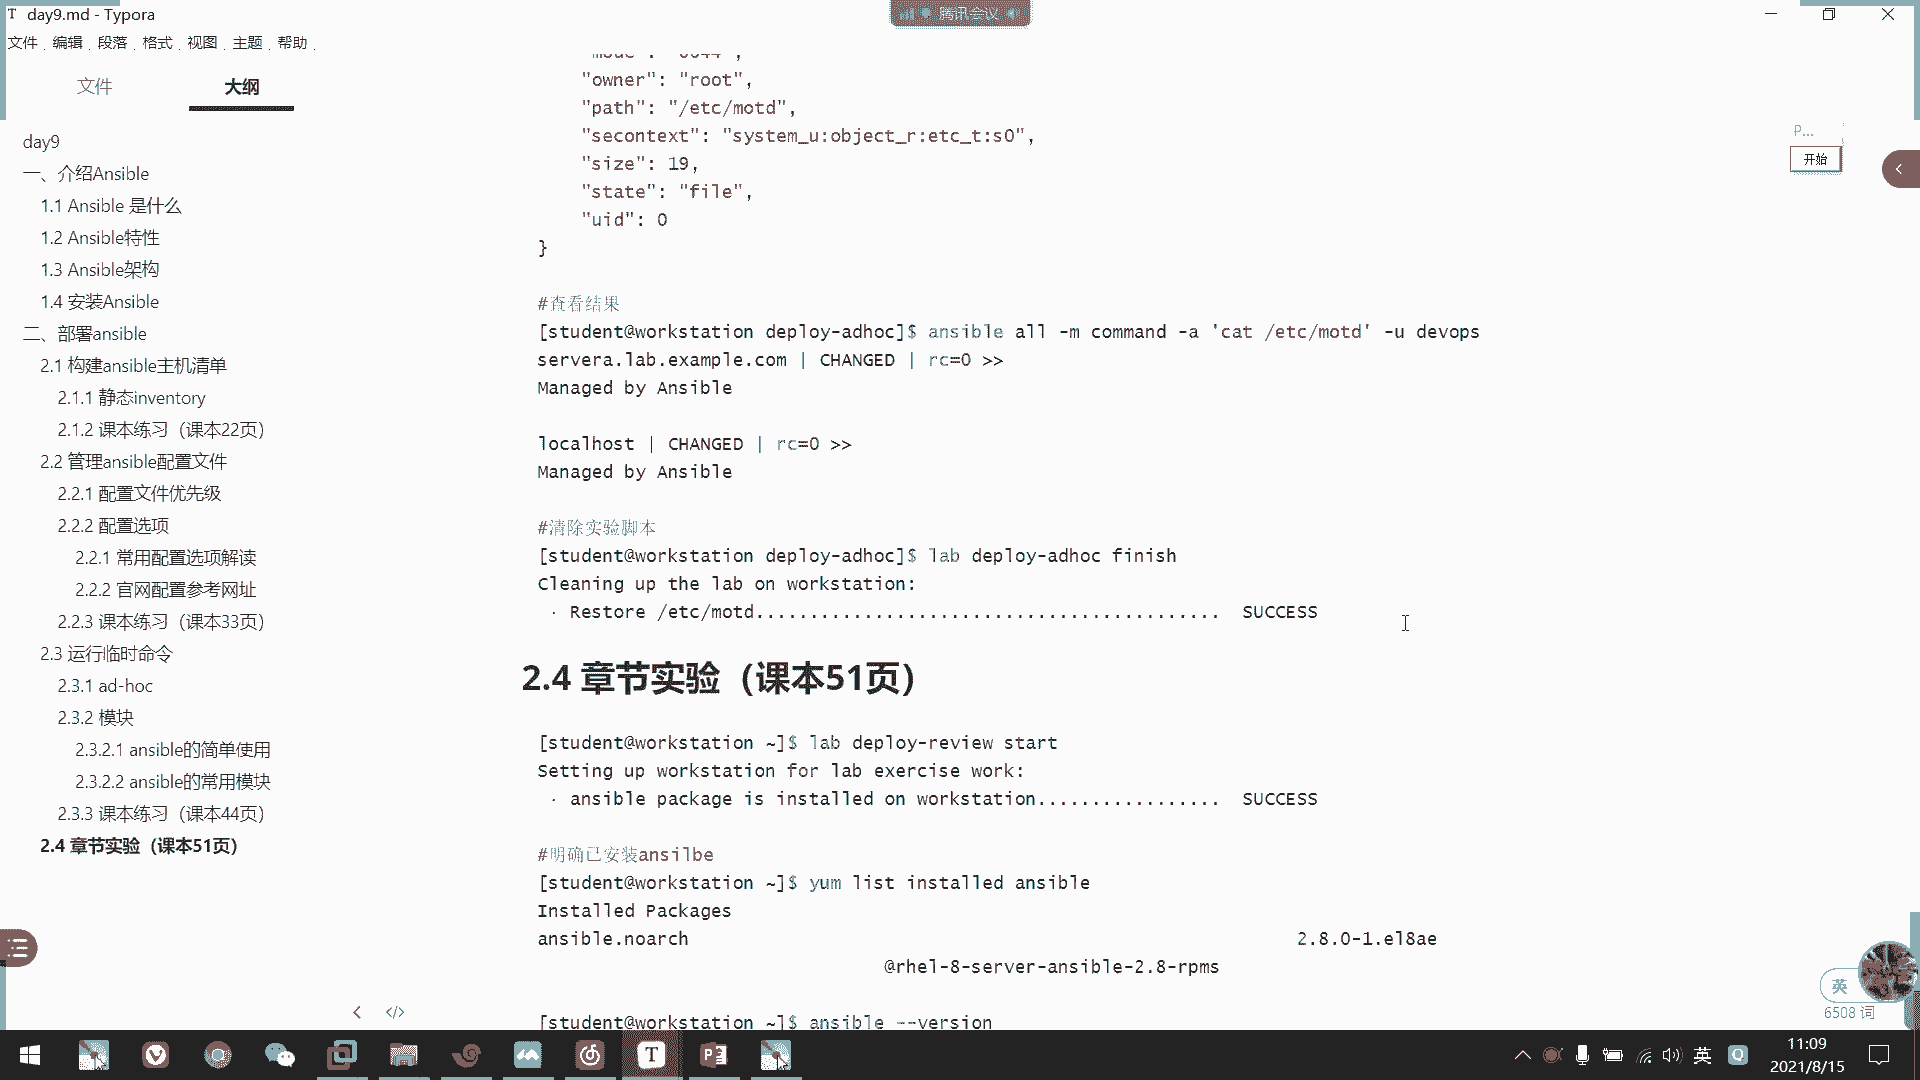 day9.md - Typora
腾讯会议
文件 编辑 段落 格式 视图 主题 帮助
文件 大纲
day9
一、介绍Ansible
1.1 Ansible 是什么
1.2 Ansible特性
1.3 Ansible架构
1.4 安装Ansible
二、部署ansible
2.1 构建ansible主机清单
2.1.1 静态inventory
2.1.2 课本练习（课本22页）
2.2 管理ansible配置文件
2.2.1 配置文件优先级
2.2.2 配置选项
2.2.1 常用配置选项解读
2.2.2 官网配置参考网址
2.2.3 课本练习（课本33页）
2.3 运行临时命令
2.3.1 ad-hoc
2.3.2 模块
2.3.2.1 ansible的简单使用
2.3.2.2 ansible的常用模块
2.3.3 课本练习（课本44页）
2.4 章节实验（课本51页）
"owner": "root",
"path": "/etc/motd",
"secontext": "system_u:object_r:etc_t:s0",
"size": 19,
"state": "file",
"uid": 0
}
#查看结果
[student@workstation deploy-adhoc]$ ansible all -m command -a 'cat /etc/motd' -u devops
servera.lab.example.com | CHANGED | rc=0 >>
Managed by Ansible
localhost | CHANGED | rc=0 >>
Managed by Ansible
#清除实验脚本
[student@workstation deploy-adhoc]$ lab deploy-adhoc finish
Cleaning up the lab on workstation:
· Restore /etc/motd........................................... SUCCESS
2.4 章节实验（课本51页）
[student@workstation ~]$ lab deploy-review start
Setting up workstation for lab exercise work:
· ansible package is installed on workstation................. SUCCESS
#明确已安装ansilbe
[student@workstation ~]$ yum list installed ansible
Installed Packages
ansible.noarch 2.8.0-1.el8ae
@rhel-8-server-ansible-2.8-rpms
[student@workstation ~]$ ansible --version
P...
开始
英
6508 词
英
11:09
2021/8/15